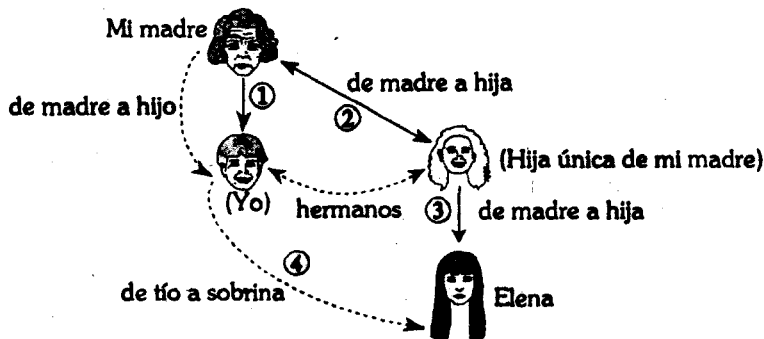 Mi madre
de madre a hijo
①
de madre a hija
②
(Yo)
hermanos
(Hija única de mi madre)
③
de madre a hija
④
de tío a sobrina
Elena